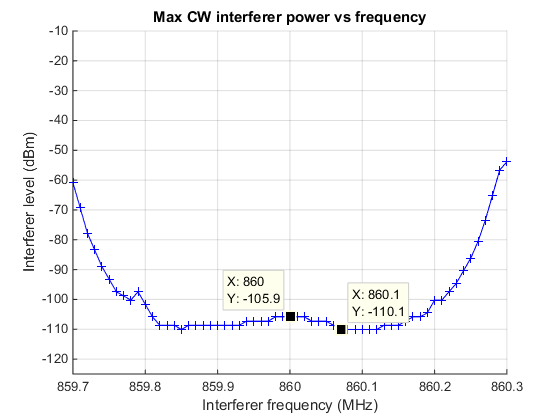 Max CW interferer power vs frequency
-10
-20
-30
-40
-50
-60
-70
-80
-90
-100
-110
-120
Interferer level (dBm)
X: 860
Y: -105.9
X: 860.1
Y: -110.1
859.7 859.8 859.9 860 860.1 860.2 860.3
Interferer frequency (MHz)